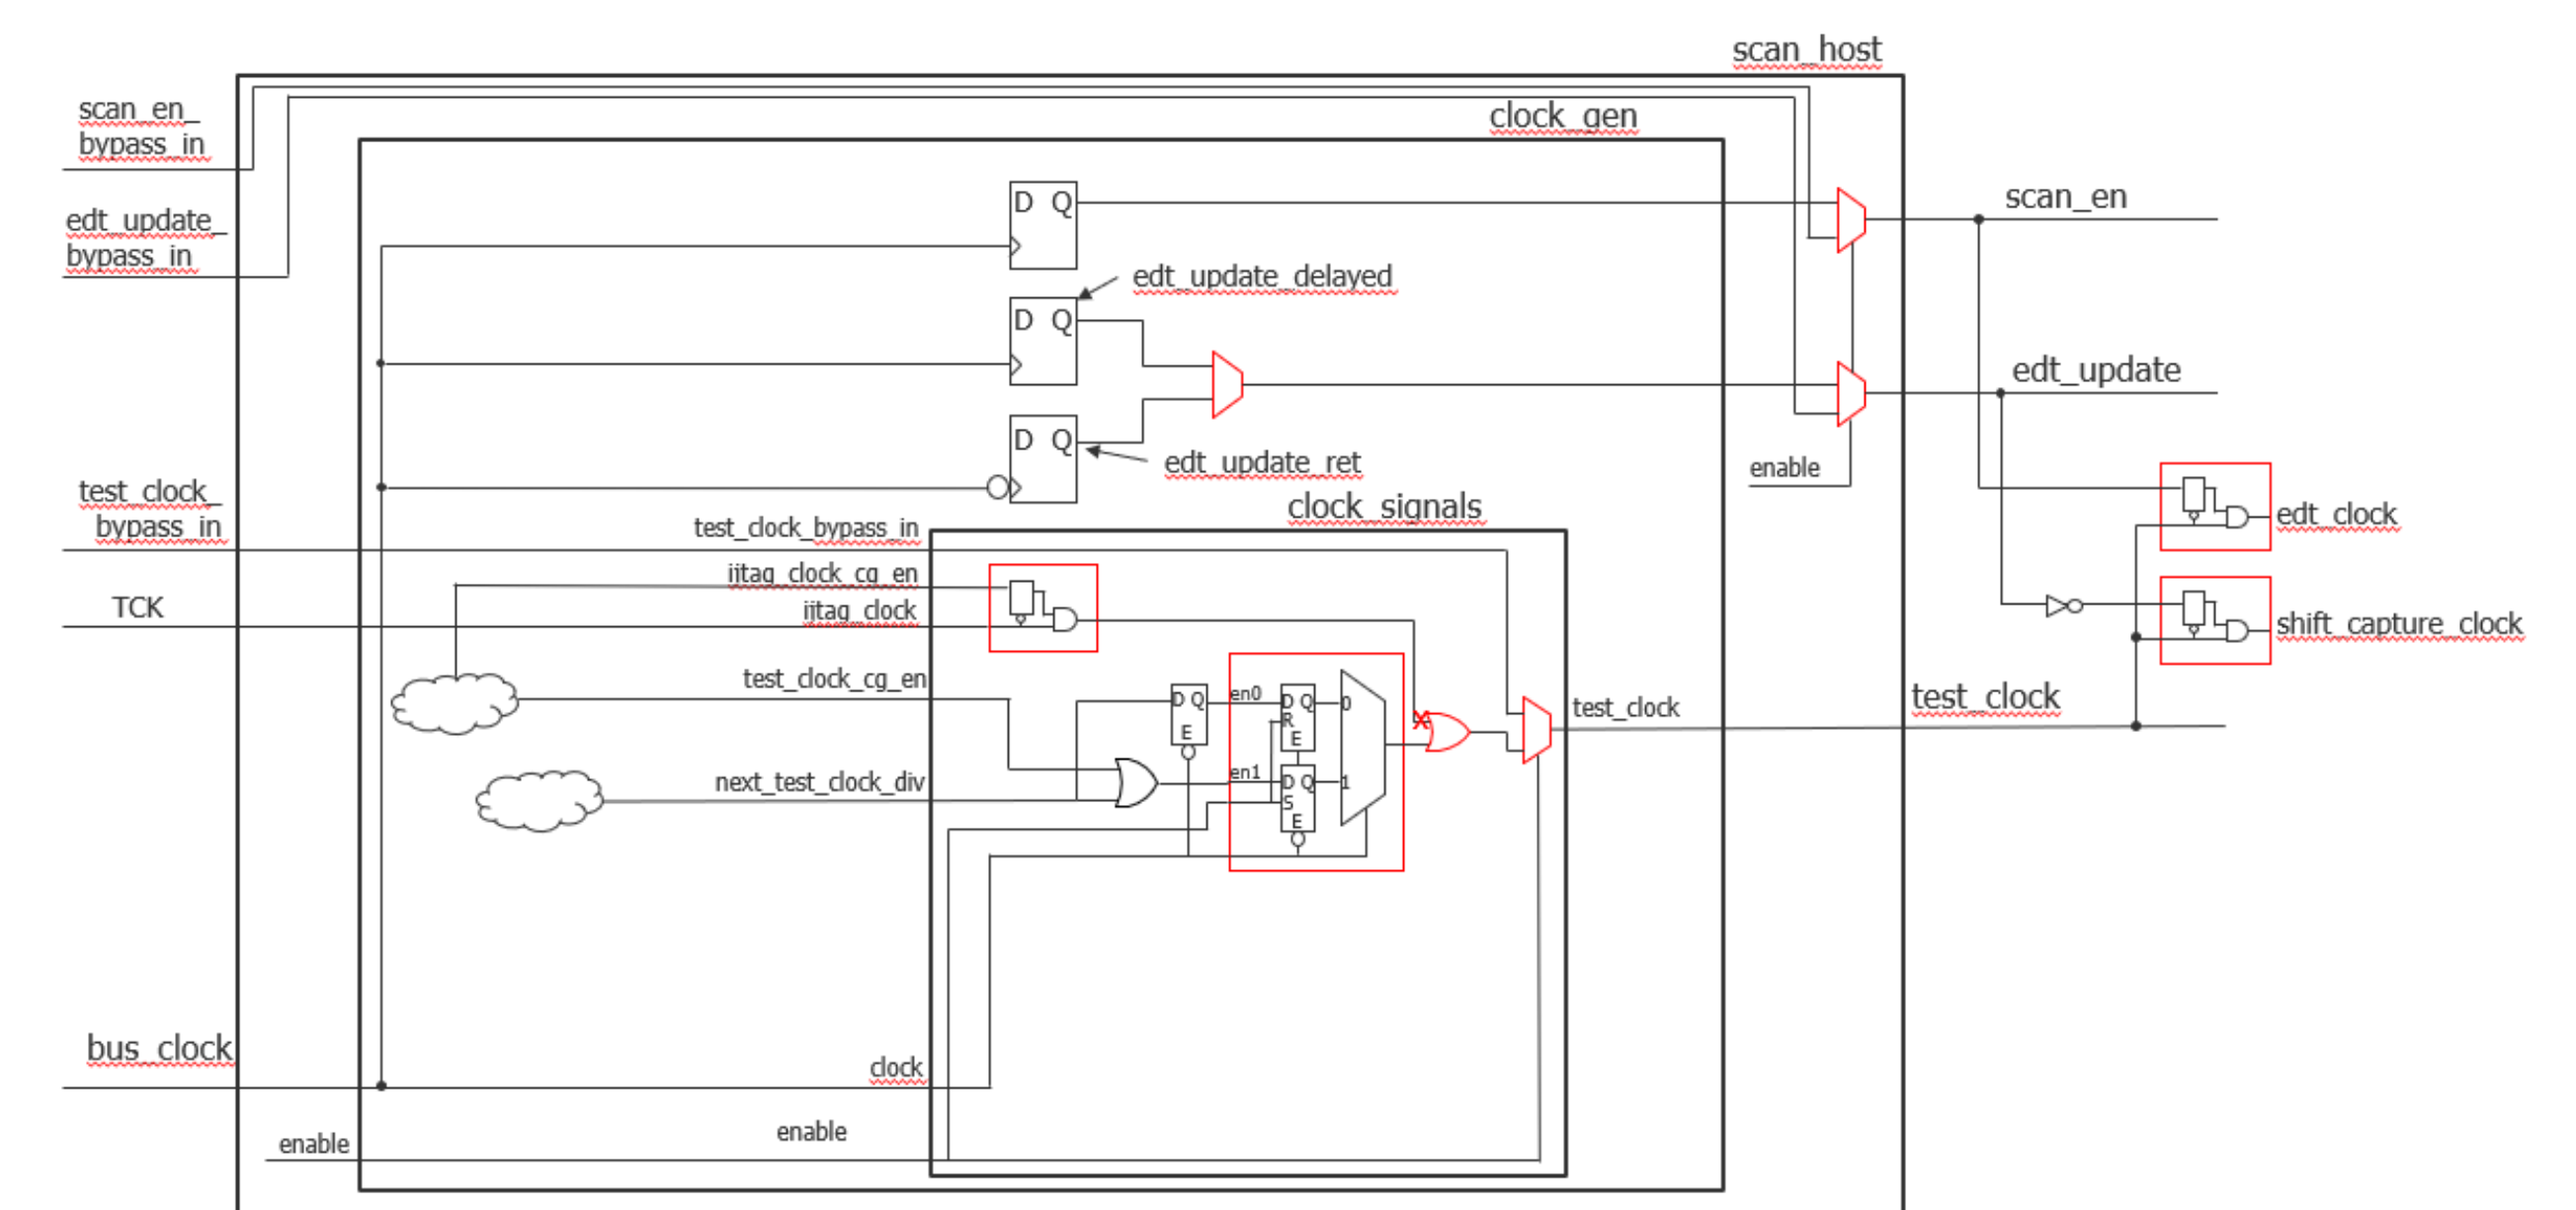 scan_host
scan_en_
bypass_in
clock_gen
D Q
scan_en
edt_update_
bypass_in
edt_update_delayed
D Q
edt_update
D Q
edt_update_ret
enable
test_clock_
bypass_in
test_clock_bypass_in
clock_signals
edt_clock
ijtag_clock_cg_en
TCK
ijtag_clock
shift_capture_clock
test_clock_cg_en
D Q
E
en0
D Q
R
E
0
X
test_clock
test_clock
next_test_clock_div
en1
D Q
S
E
1
bus_clock
clock
enable
enable